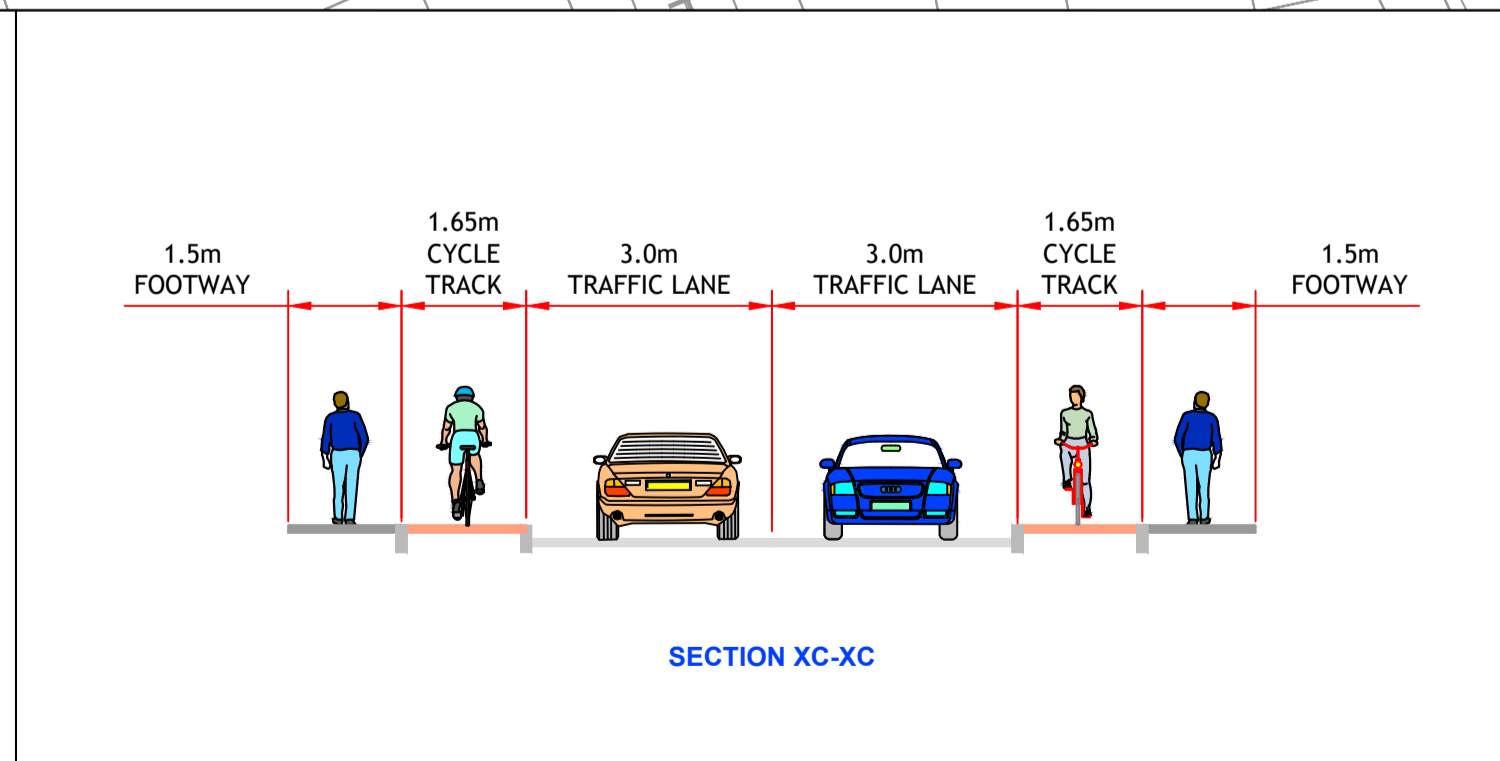 1.5m
FOOTWAY
1.65m
CYCLE
TRACK
3.0m
TRAFFIC LANE
3.0m
TRAFFIC LANE
1.65m
CYCLE
TRACK
1.5m
FOOTWAY
SECTION XC-XC